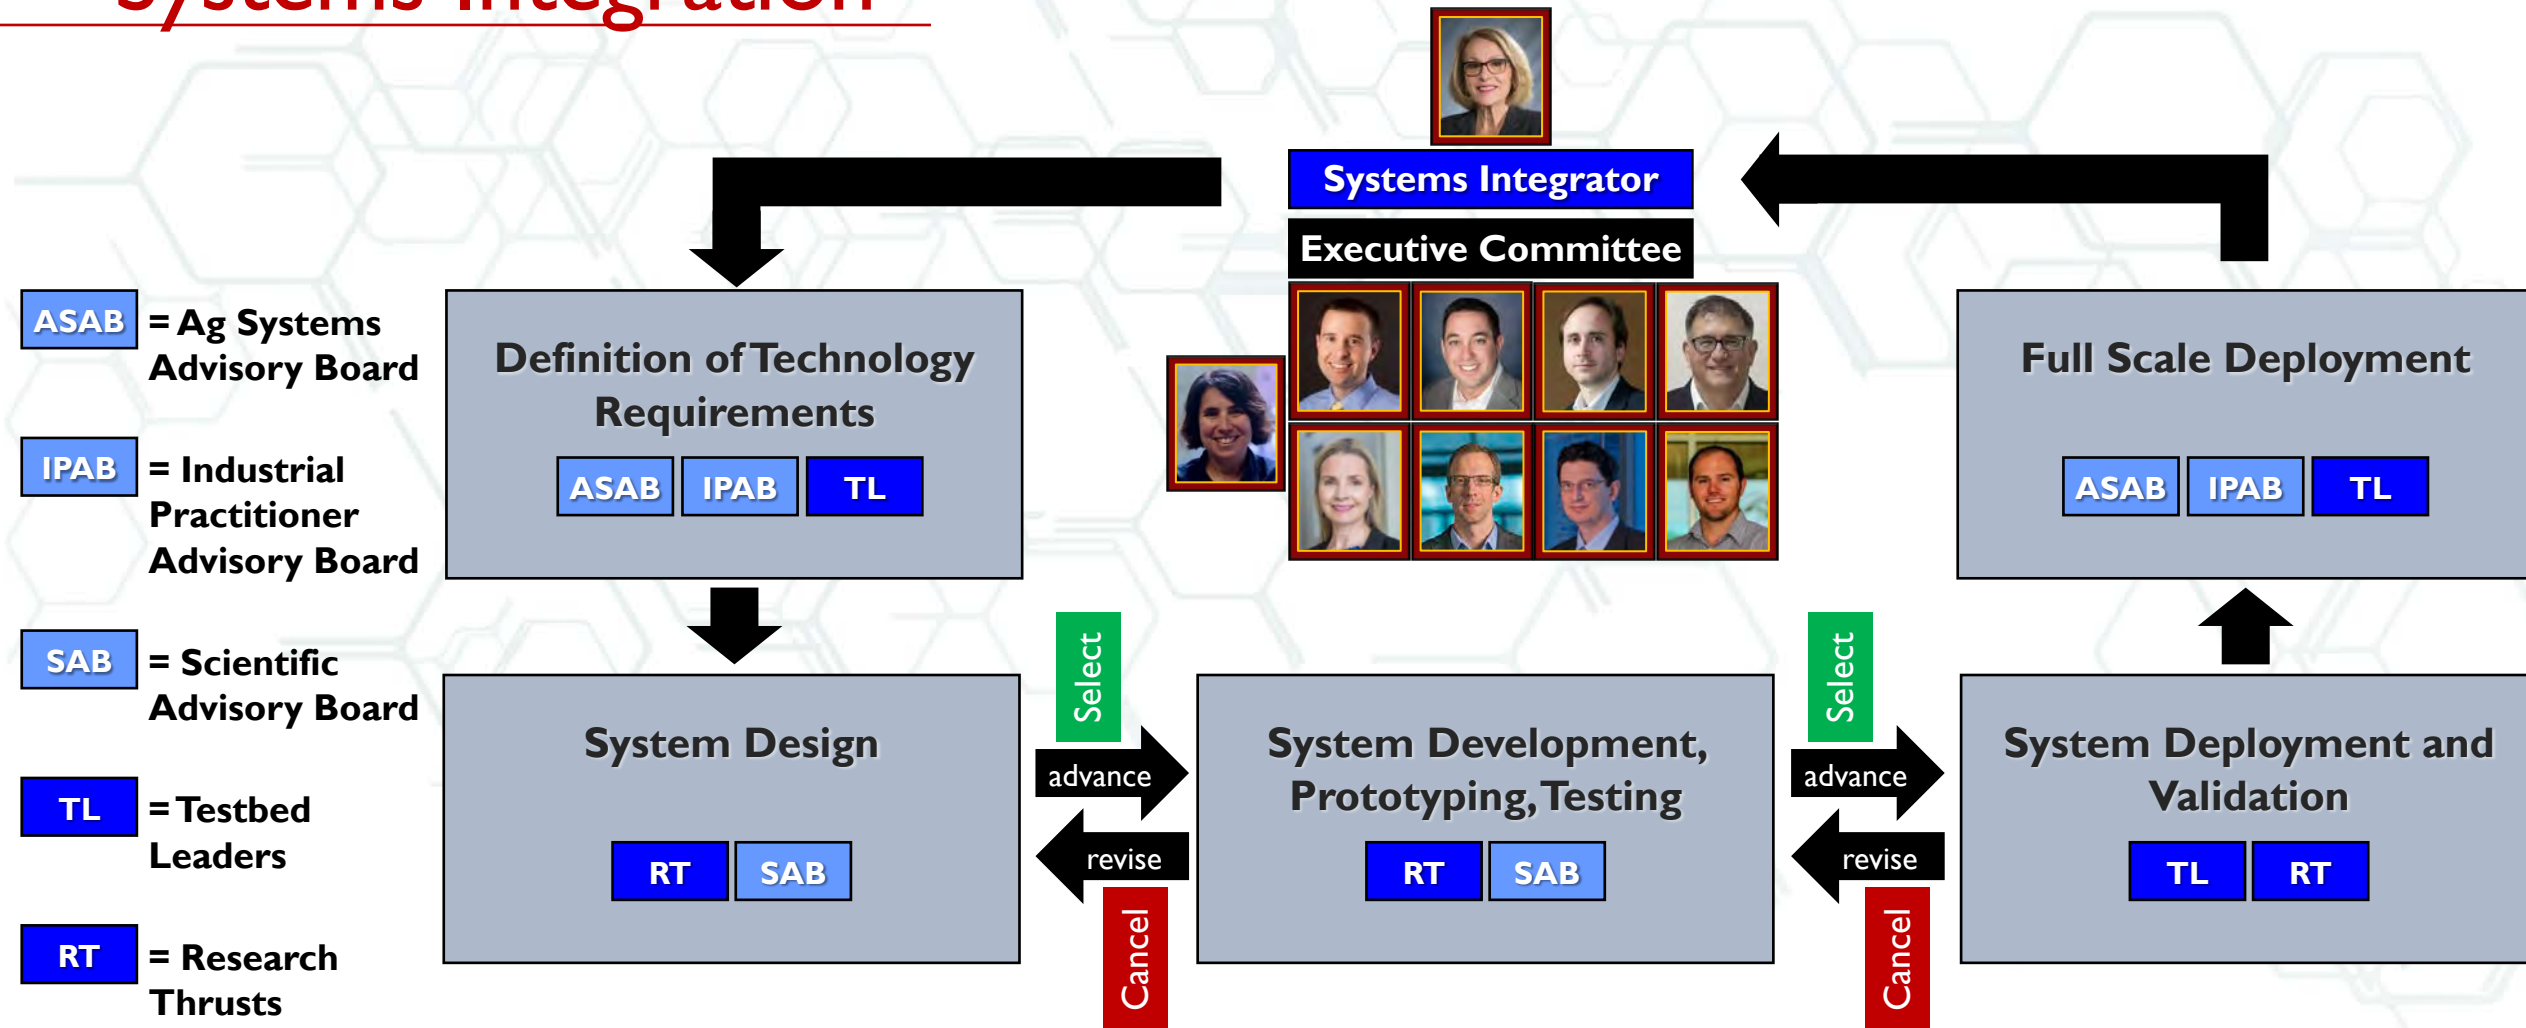 Systems Integration
Systems Integrator
Executive Committee
ASAB
= Ag Systems
Advisory Board
IPAB
= Industrial
Practitioner
Advisory Board
SAB
= Scientific
Advisory Board
TL
= Testbed
Leaders
RT
= Research
Thrusts
Definition of Technology
Requirements
ASAB IPAB TL
System Design
RT SAB
Select
advance
revise
Cancel
System Development,
Prototyping, Testing
RT SAB
Select
advance
revise
Cancel
System Deployment and
Validation
TL RT
Full Scale Deployment
ASAB IPAB TL